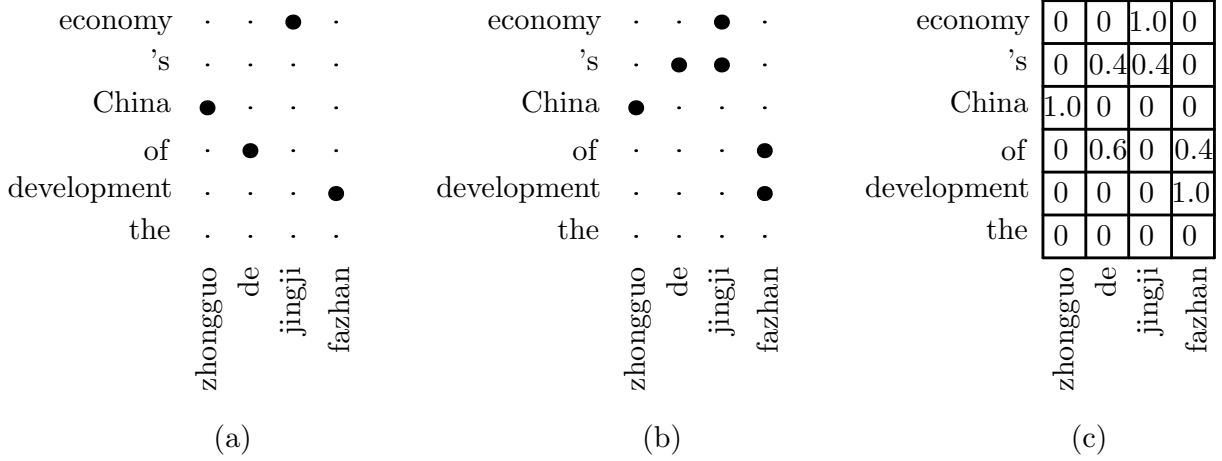 economy
's
China
of
development
the
zhongguo
de
jingji
fazhan
(a)
economy
's
China
of
development
the
zhongguo
de
jingji
fazhan
(b)
economy 0 0 1.0 0
's 0 0.4 0.4 0
China 1.0 0 0 0
of 0 0.6 0 0.4
development 0 0 0 1.0
the 0 0 0 0
zhongguo
de
jingji
fazhan
(c)